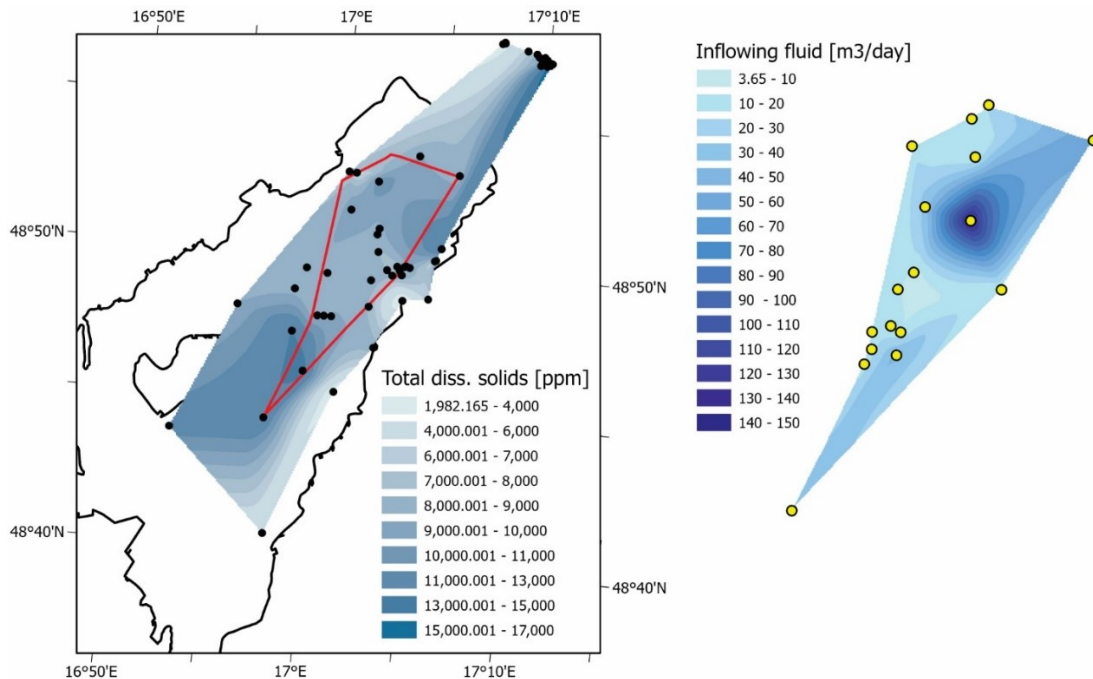 16°50'E 17°E 17°10'E
48°50'N
48°40'N
Total diss. solids [ppm]
1,982.165 - 4,000
4,000.001 - 6,000
6,000.001 - 7,000
7,000.001 - 8,000
8,000.001 - 9,000
9,000.001 - 10,000
10,000.001 - 11,000
11,000.001 - 13,000
13,000.001 - 15,000
15,000.001 - 17,000
48°50'N
48°40'N
16°50'E 17°E 17°10'E
Inflowing fluid [m3/day]
3.65 - 10
10 - 20
20 - 30
30 - 40
40 - 50
50 - 60
60 - 70
70 - 80
80 - 90
90 - 100
100 - 110
110 - 120
120 - 130
130 - 140
140 - 150